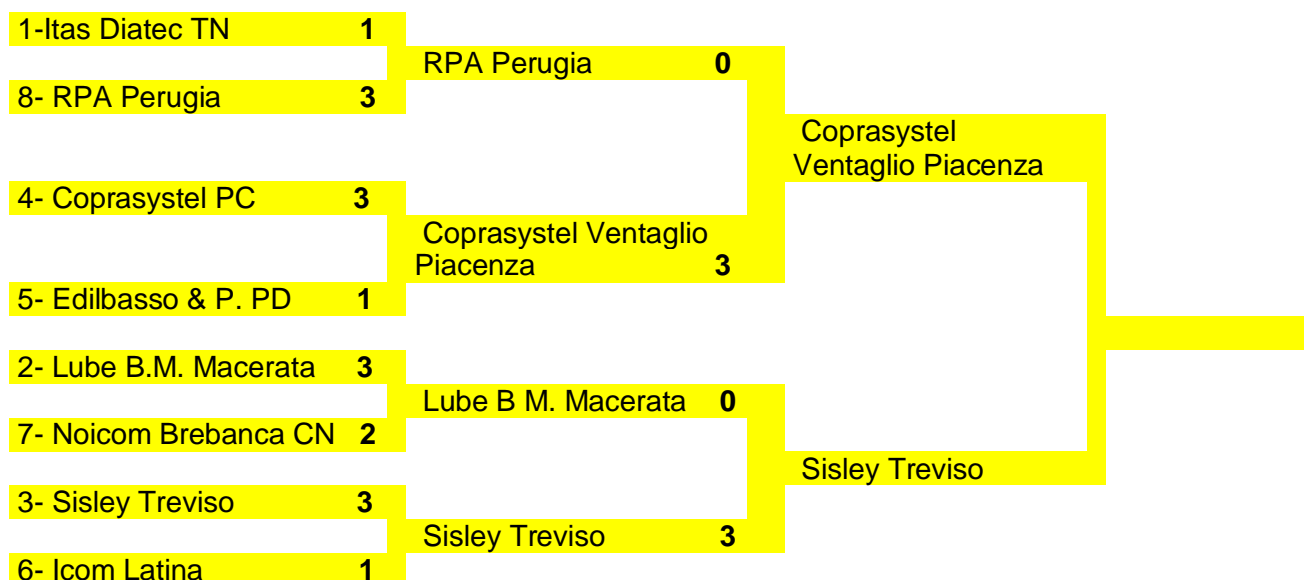 1-Itas Diatec TN 1
RPA Perugia 0
8- RPA Perugia 3
Coprasystel
Ventaglio Piacenza
4- Coprasystel PC 3
Coprasystel Ventaglio
Piacenza 3
5- Edilbasso & P. PD 1
2- Lube B.M. Macerata 3
Lube B M. Macerata 0
7- Noicom Brebanca CN 2
Sisley Treviso
3- Sisley Treviso 3
Sisley Treviso 3
6- Icom Latina 1